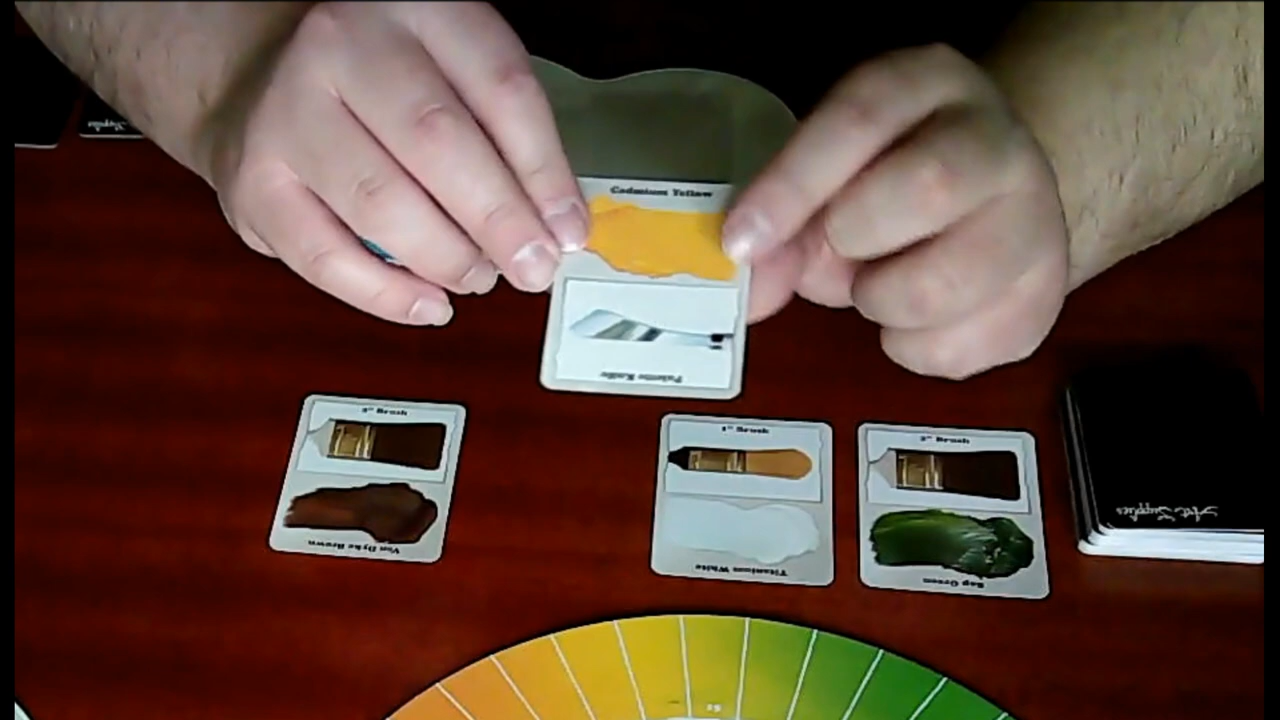 Supplies
Cadmium Yellow
Palette Knife
2" Brush
Van Dyke Brown
1" Brush
Titanium White
2" Brush
Sap Green
Art Supplies